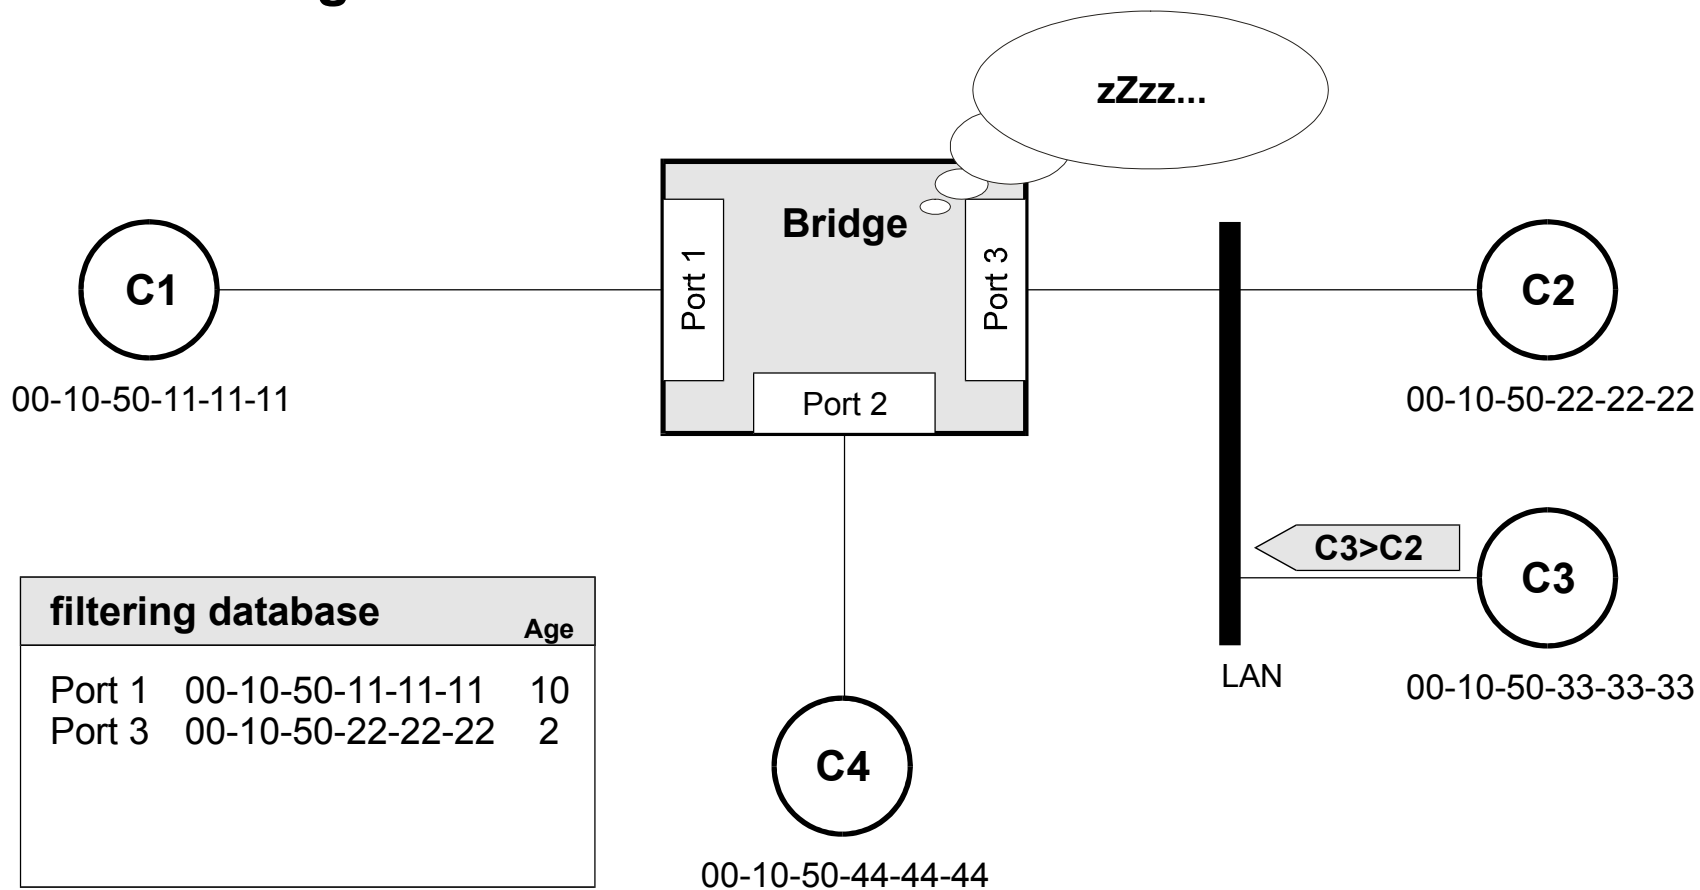 zZzz...
Bridge
Port 1
Port 3
Port 2
C1
00-10-50-11-11-11
C2
00-10-50-22-22-22
C3>C2
C3
00-10-50-33-33-33
LAN
C4
00-10-50-44-44-44
filtering database Age
Port 1 00-10-50-11-11-11 10
Port 3 00-10-50-22-22-22 2